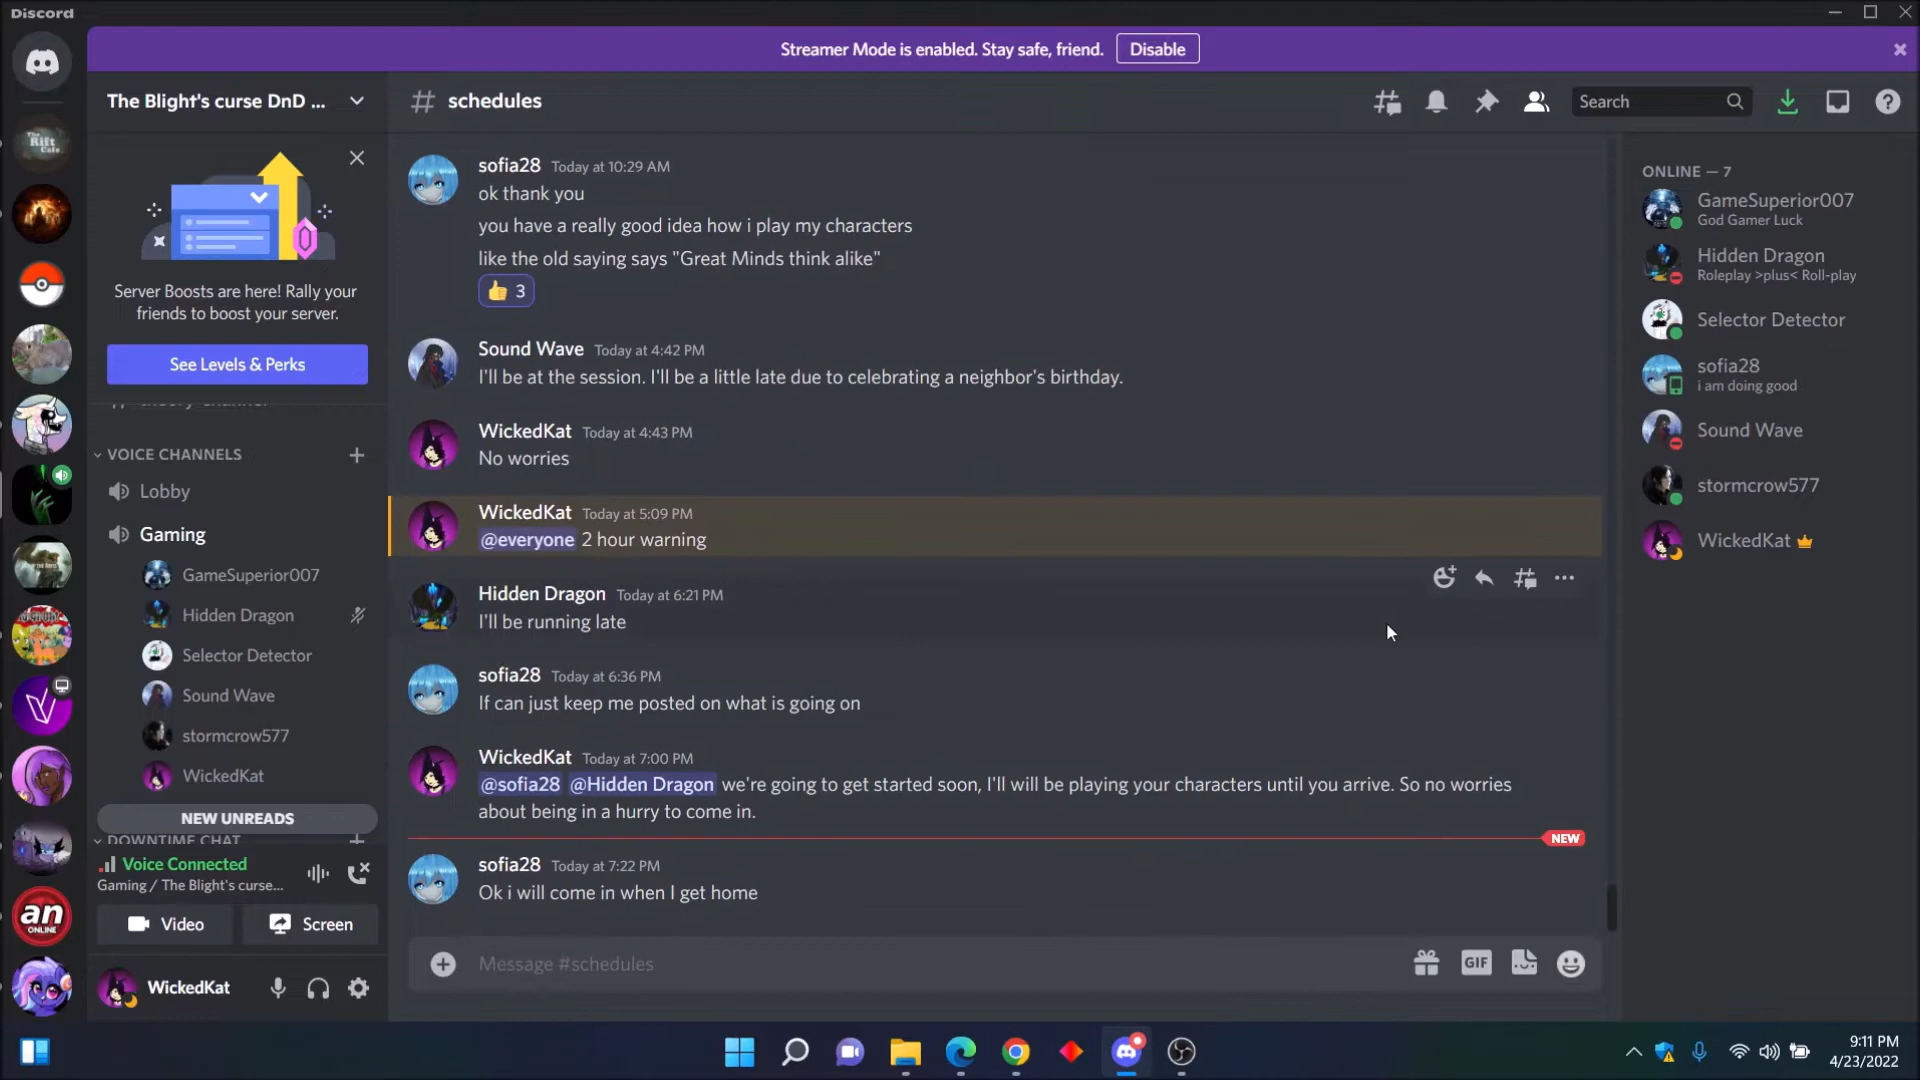 Discord
Streamer Mode is enabled. Stay safe, friend.
Disable
The Blight's curse DnD ...
schedules
Search
Server Boosts are here! Rally your
friends to boost your server.
See Levels & Perks
VOICE CHANNELS
Lobby
Gaming
GameSuperior007
Hidden Dragon
Selector Detector
Sound Wave
stormcrow577
WickedKat
NEW UNREADS
DOWNTIME CHAT
Voice Connected
Gaming / The Blight's curse...
Video
Screen
WickedKat
sofia28 Today at 10:29 AM
ok thank you
you have a really good idea how i play my characters
like the old saying says "Great Minds think alike"
3
Sound Wave Today at 4:42 PM
I'll be at the session. I'll be a little late due to celebrating a neighbor's birthday.
WickedKat Today at 4:43 PM
No worries
WickedKat Today at 5:09 PM
@everyone 2 hour warning
Hidden Dragon Today at 6:21 PM
I'll be running late
sofia28 Today at 6:36 PM
If can just keep me posted on what is going on
WickedKat Today at 7:00 PM
@sofia28 @Hidden Dragon we're going to get started soon, I'll will be playing your characters until you arrive. So no worries
about being in a hurry to come in.
NEW
sofia28 Today at 7:22 PM
Ok i will come in when I get home
Message #schedules
GIF
ONLINE — 7
GameSuperior007
God Gamer Luck
Hidden Dragon
Roleplay >plus< Roll-play
Selector Detector
sofia28
i am doing good
Sound Wave
stormcrow577
WickedKat
The
Rift
Cafe
an
ONLINE
9:11 PM
4/23/2022